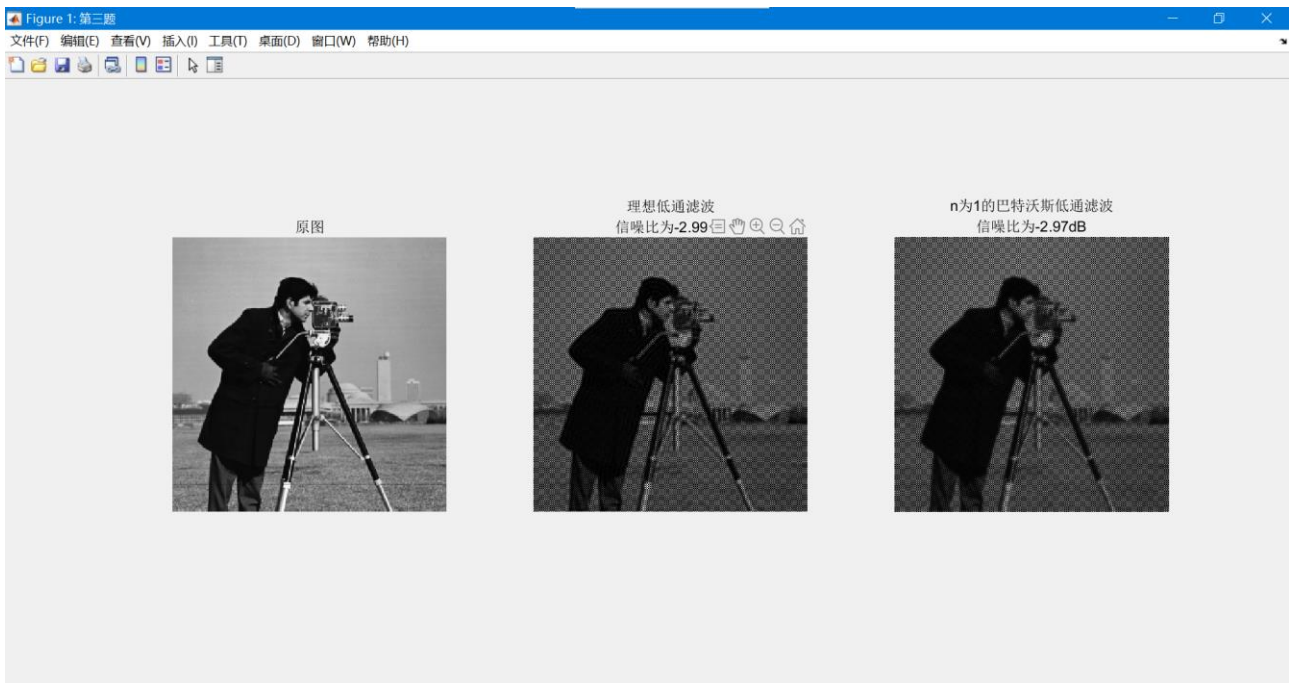 Figure 1: 第三题
文件(F) 编辑(E) 查看(V) 插入(I) 工具(T) 桌面(D) 窗口(W) 帮助(H)
原图
理想低通滤波
信噪比为-2.99
n为1的巴特沃斯低通滤波
信噪比为-2.97dB